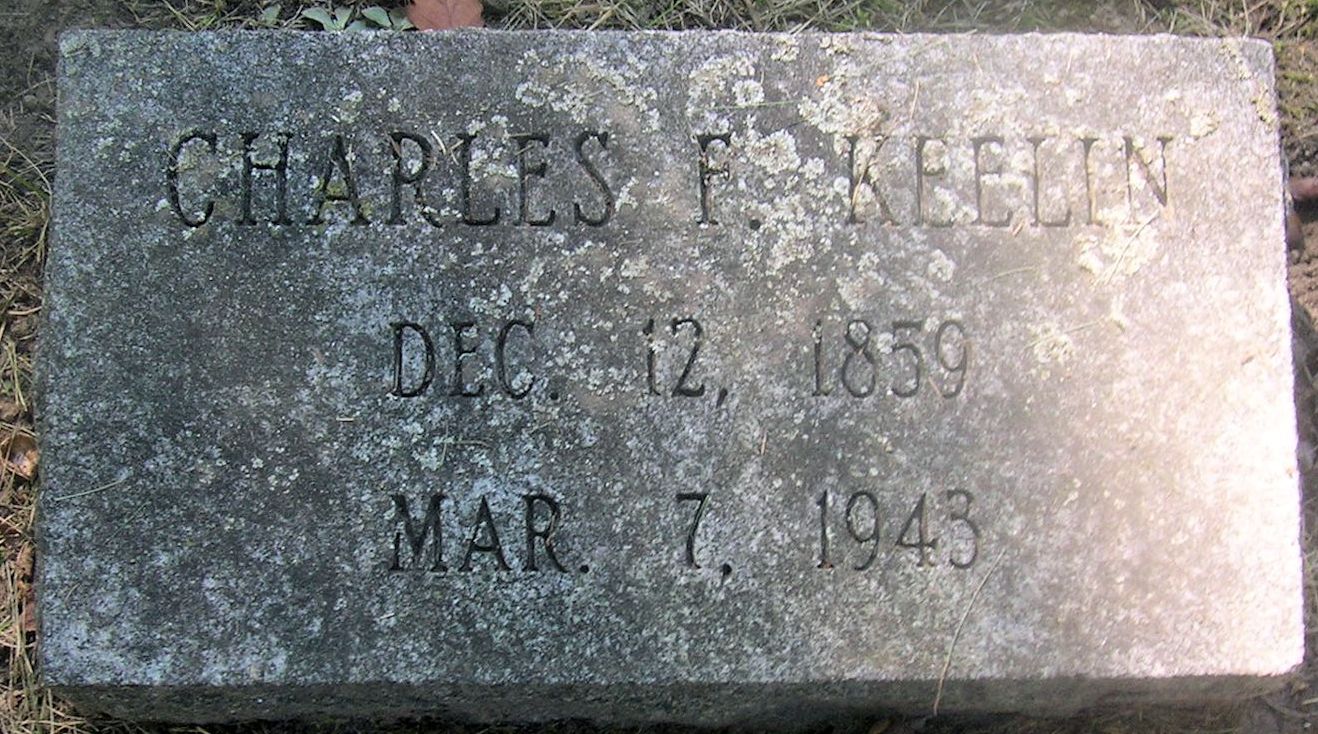 CHARLES F. KEELIN
DEC. 12, 1859
MAR. 7, 1943